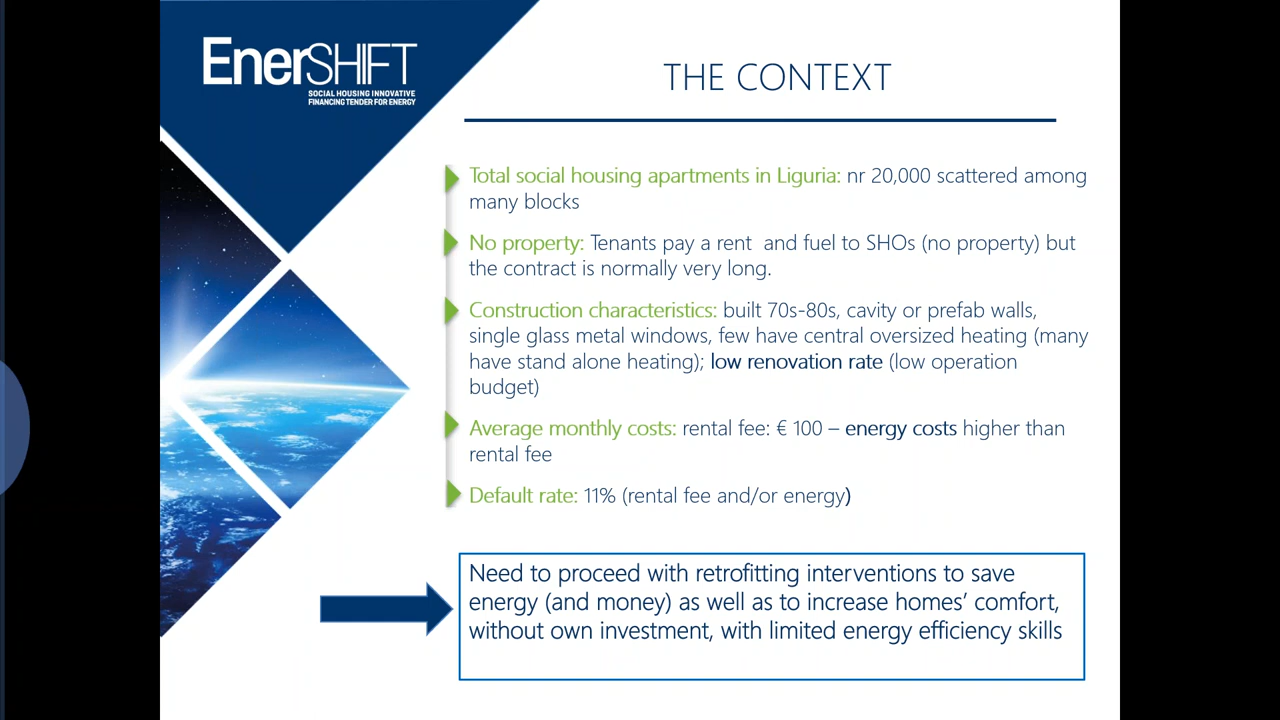 EnerSHIFT
SOCIAL HOUSING INNOVATIVE
FINANCING TENDER FOR ENERGY
THE CONTEXT
Total social housing apartments in Liguria: nr 20,000 scattered among
many blocks
No property: Tenants pay a rent and fuel to SHOs (no property) but
the contract is normally very long.
Construction characteristics: built 70s-80s, cavity or prefab walls,
single glass metal windows, few have central oversized heating (many
have stand alone heating); low renovation rate (low operation
budget)
Average monthly costs: rental fee: € 100 – energy costs higher than
rental fee
Default rate: 11% (rental fee and/or energy)
Need to proceed with retrofitting interventions to save
energy (and money) as well as to increase homes’ comfort,
without own investment, with limited energy efficiency skills